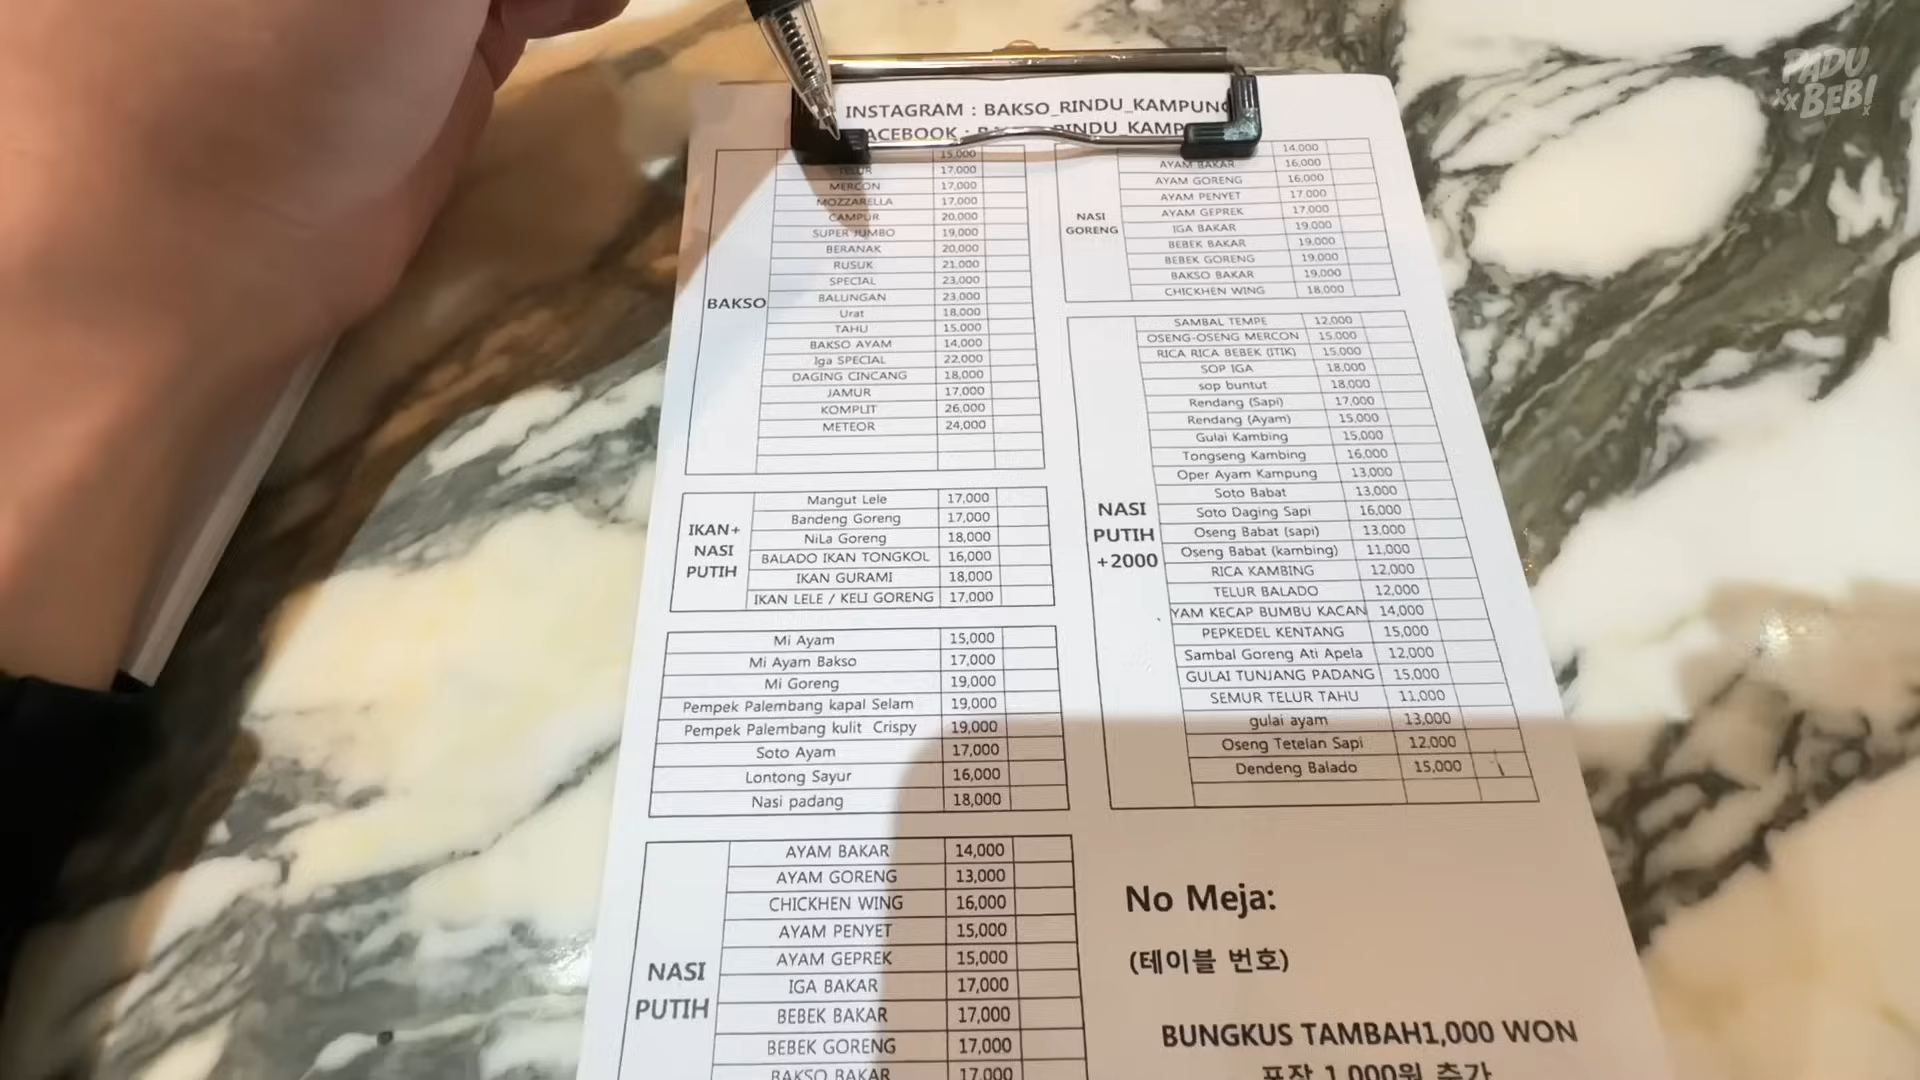 INSTAGRAM : BAKSO_RINDU_KAMPUNG
RINDU_KAMP
BAKSO
15,000
TELUR 17,000
MERCON 17,000
MOZZARELLA 17,000
CAMPUR 20,000
SUPER JUMBO 19,000
BERANAK 20,000
RUSUK 21,000
SPECIAL 23,000
BALUNGAN 23,000
Urat 18,000
TAHU 15,000
BAKSO AYAM 14,000
Iga SPECIAL 22,000
DAGING CINCANG 18,000
JAMUR 17,000
KOMPLIT 26,000
METEOR 24,000
IKAN+
NASI
PUTIH
Mangut Lele 17,000
Bandeng Goreng 17,000
NiLa Goreng 18,000
BALADO IKAN TONGKOL 16,000
IKAN GURAMI 18,000
IKAN LELE / KELI GORENG 17,000
Mi Ayam 15,000
Mi Ayam Bakso 17,000
Mi Goreng 19,000
Pempek Palembang kapal Selam 19,000
Pempek Palembang kulit Crispy 19,000
Soto Ayam 17,000
Lontong Sayur 16,000
Nasi padang 18,000
NASI
PUTIH
AYAM BAKAR 14,000
AYAM GORENG 13,000
CHICKHEN WING 16,000
AYAM PENYET 15,000
AYAM GEPREK 15,000
IGA BAKAR 17,000
BEBEK BAKAR 17,000
BEBEK GORENG 17,000
BAKSO BAKAR 17,000
NASI
GORENG
14,000
AYAM BAKAR 16,000
AYAM GORENG 16,000
AYAM PENYET 17,000
AYAM GEPREK 17,000
IGA BAKAR 19,000
BEBEK BAKAR 19,000
BEBEK GORENG 19,000
BAKSO BAKAR 19,000
CHICKHEN WING 18,000
NASI
PUTIH
+2000
SAMBAL TEMPE 12,000
OSENG-OSENG MERCON 15,000
RICA RICA BEBEK (ITIK) 15,000
SOP IGA 18,000
sop buntut 18,000
Rendang (Sapi) 17,000
Rendang (Ayam) 15,000
Gulai Kambing 15,000
Tongseng Kambing 16,000
Oper Ayam Kampung 13,000
Soto Babat 13,000
Soto Daging Sapi 16,000
Oseng Babat (sapi) 13,000
Oseng Babat (kambing) 11,000
RICA KAMBING 12,000
TELUR BALADO 12,000
YAM KECAP BUMBU KACAN 14,000
PEPKEDEL KENTANG 15,000
Sambal Goreng Ati Apela 12,000
GULAI TUNJANG PADANG 15,000
SEMUR TELUR TAHU 11,000
gulai ayam 13,000
Oseng Tetelan Sapi 12,000
Dendeng Balado 15,000
No Meja:
(테이블 번호)
BUNGKUS TAMBAH1,000 WON
포장 1,000원 추가
PADU
XX BEBI